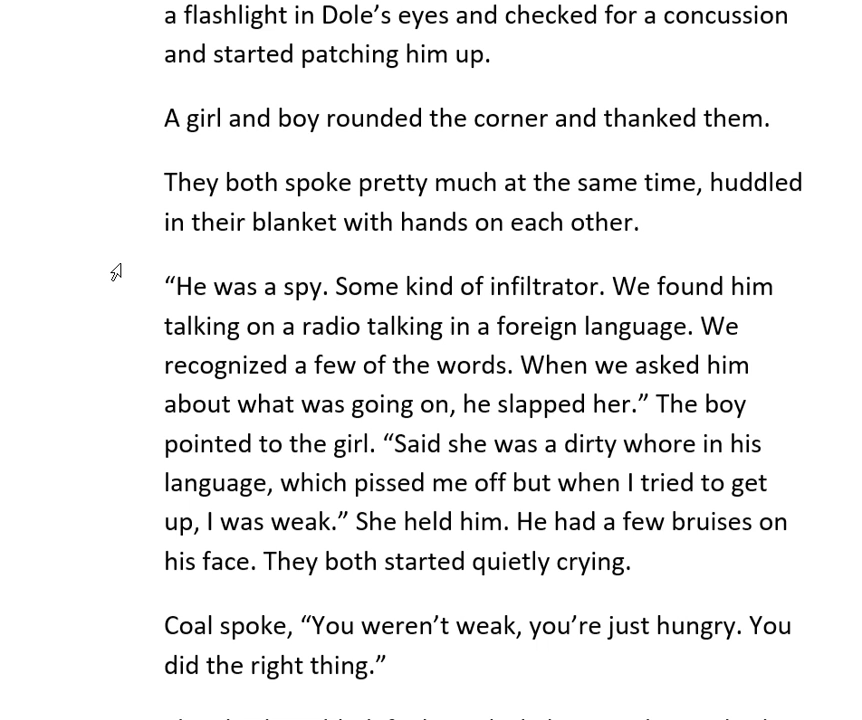 a flashlight in Dole’s eyes and checked for a concussion
and started patching him up.
A girl and boy rounded the corner and thanked them.
They both spoke pretty much at the same time, huddled
in their blanket with hands on each other.
“He was a spy. Some kind of infiltrator. We found him
talking on a radio talking in a foreign language. We
recognized a few of the words. When we asked him
about what was going on, he slapped her.” The boy
pointed to the girl. “Said she was a dirty whore in his
language, which pissed me off but when I tried to get
up, I was weak.” She held him. He had a few bruises on
his face. They both started quietly crying.
Coal spoke, “You weren’t weak, you’re just hungry. You
did the right thing.”